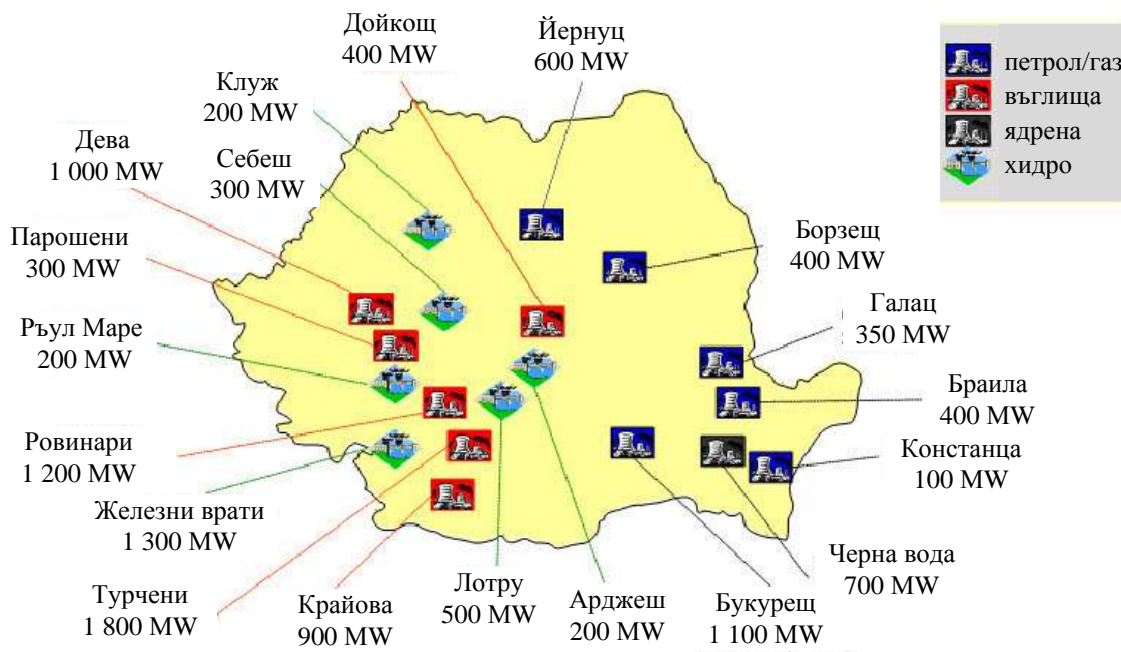 Дойкощ
400 MW
Йернуц
600 MW
Клуж
200 MW
Себеш
300 MW
Дева
1 000 MW
Парошени
300 MW
Ръул Маре
200 MW
Ровинари
1 200 MW
Железни врати
1 300 MW
Турчени
1 800 MW
Крайова
900 MW
Лотру
500 MW
Арджеш
200 MW
Букурещ
1 100 MW
Черна вода
700 MW
Констанца
100 MW
Браила
400 MW
Галац
350 MW
Борзещ
400 MW
петрол/газ
въглища
ядрена
хидро